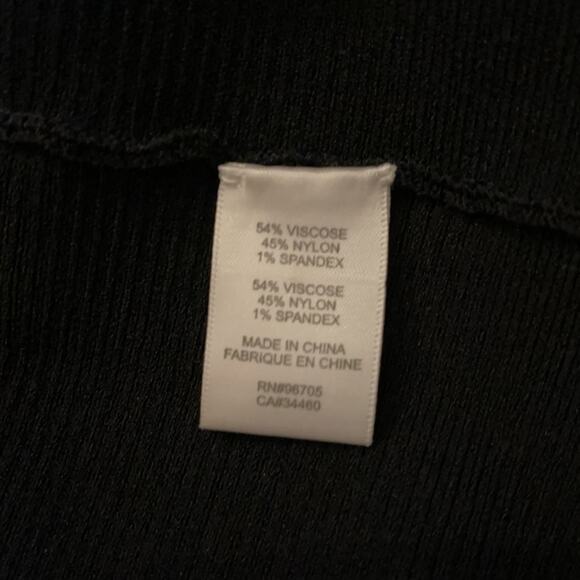 54% VISCOSE
45% NYLON
1% SPANDEX
54% VISCOSE
45% NYLON
1% SPANDEX
MADE IN CHINA
FABRIQUE EN CHINE
RN#96705
CA#34460